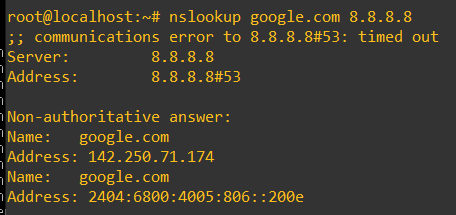 root@localhost:~# nslookup google.com 8.8.8.8
;; communications error to 8.8.8.8#53: timed out
Server:         8.8.8.8
Address:        8.8.8.8#53

Non-authoritative answer:
Name:   google.com
Address: 142.250.71.174
Name:   google.com
Address: 2404:6800:4005:806::200e